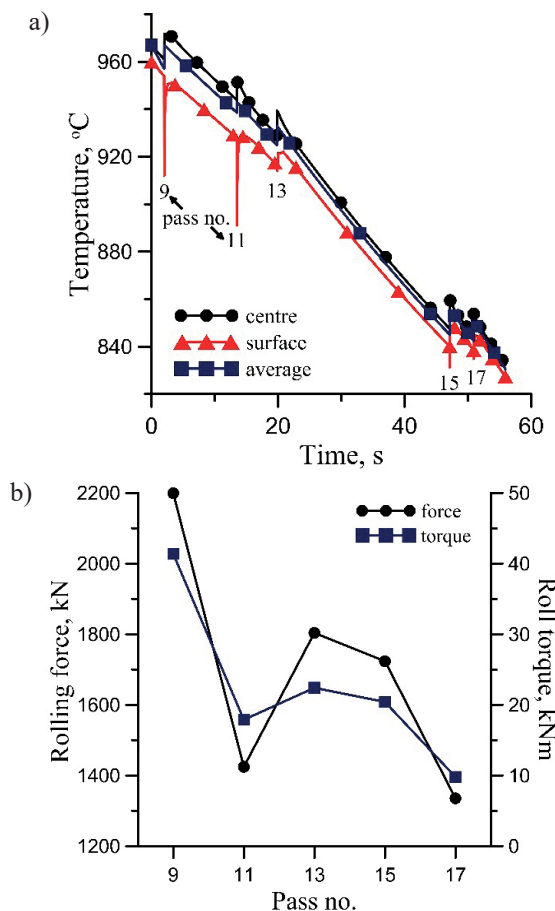 a)
Temperature, °C
960
920
880
840
9
pass no.
11
13
15
17
centre
surface
average
0
20
40
60
Time, s
b)
Rolling force, kN
2200
2000
1800
1600
1400
1200
force
torque
50
40
30
20
10
0
Roll torque, kNm
9
11
13
15
17
Pass no.